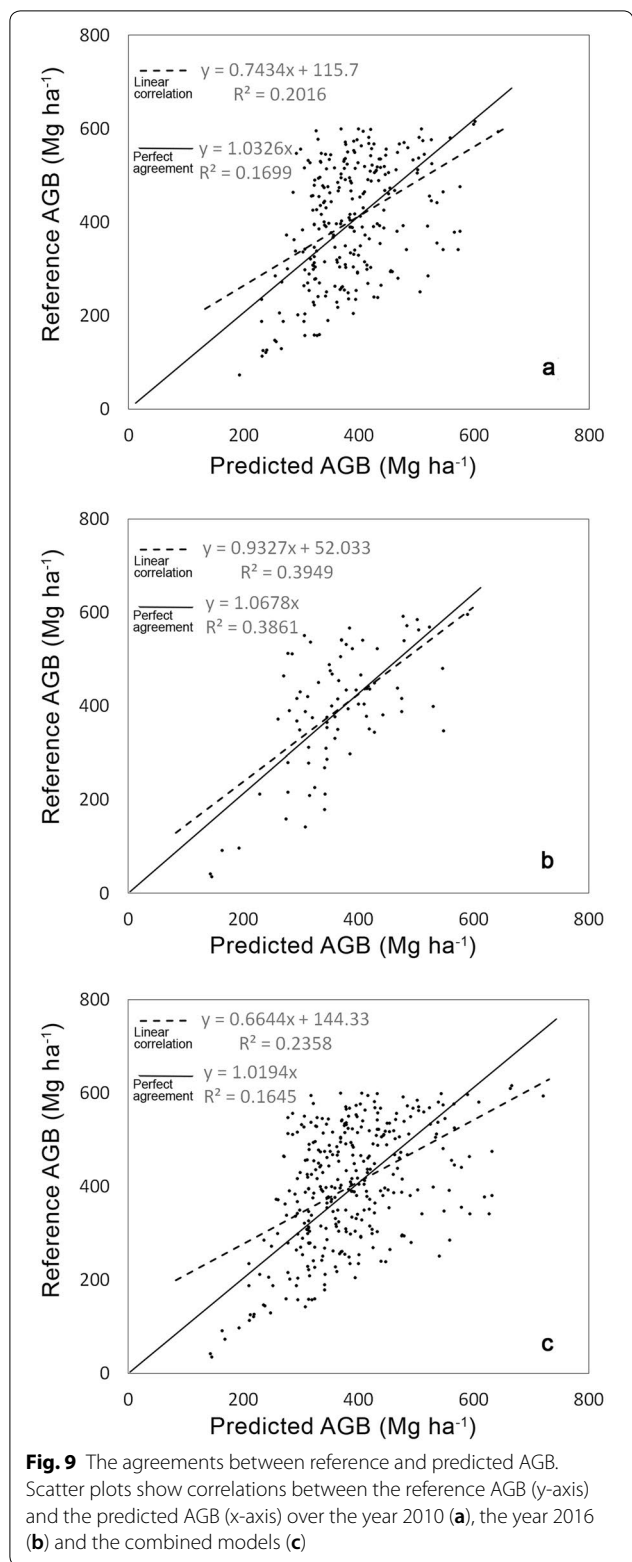 800
600
400
200
0
Reference AGB (Mg ha⁻¹)
y = 0.7434x + 115.7
Linear
correlation
R² = 0.2016
y = 1.0326x
Perfect
agreement
R² = 0.1699
a
0 200 400 600 800
Predicted AGB (Mg ha⁻¹)
800
600
400
200
0
Reference AGB (Mg ha⁻¹)
y = 0.9327x + 52.033
Linear
correlation
R² = 0.3949
y = 1.0678x
Perfect
agreement
R² = 0.3861
b
0 200 400 600 800
Predicted AGB (Mg ha⁻¹)
800
600
400
200
0
Reference AGB (Mg ha⁻¹)
y = 0.6644x + 144.33
Linear
correlation
R² = 0.2358
y = 1.0194x
Perfect
agreement
R² = 0.1645
c
0 200 400 600 800
Predicted AGB (Mg ha⁻¹)
Fig. 9 The agreements between reference and predicted AGB.
Scatter plots show correlations between the reference AGB (y-axis)
and the predicted AGB (x-axis) over the year 2010 (a), the year 2016
(b) and the combined models (c)